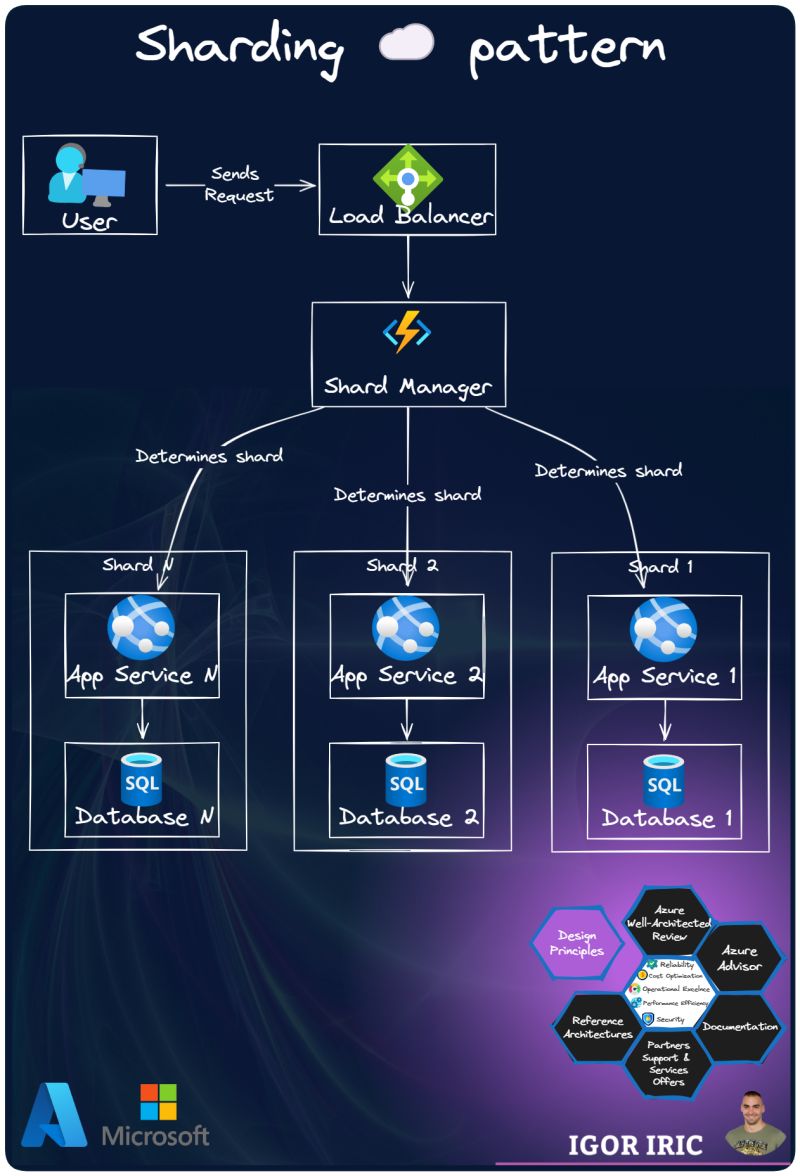 Sharding pattern
Sends
Request
User
Load Balancer
Shard Manager
Determines shard
Determines shard
Determines shard
Shard N
Shard 2
Shard 1
App Service N
App Service 2
App Service 1
SQL
SQL
SQL
Database N
Database 2
Database 1
Azure
Well-Architected
Review
Design
Principles
Azure
Advisor
Reliability
Cost Optimization
Operational Excelnce
Performance Efficiency
Security
Reference
Architectures
Documentation
Partners
Support &
Services
Offers
Microsoft
IGOR IRIC